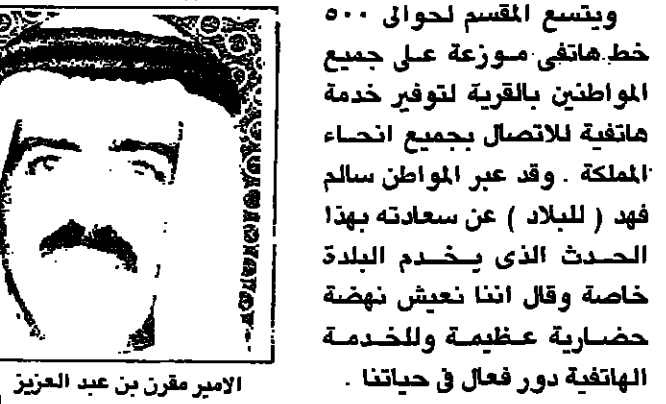 ويتسع المقسم لحوالى ٥٠٠
خط هاتفى موزعة على جميع
المواطنين بالقرية لتوفير خدمة
هاتفية للاتصال بجميع انحاء
المملكة . وقد عبر المواطن سالم
فهد ( للبلاد ) عن سعادته بهذا
الحدث الذى يخدم البلدة
خاصة وقال اننا نعيش نهضة
حضارية عظيمة وللخدمة
الهاتفية دور فعال في حياتنا .
الامير مقرن بن عبد العزيز